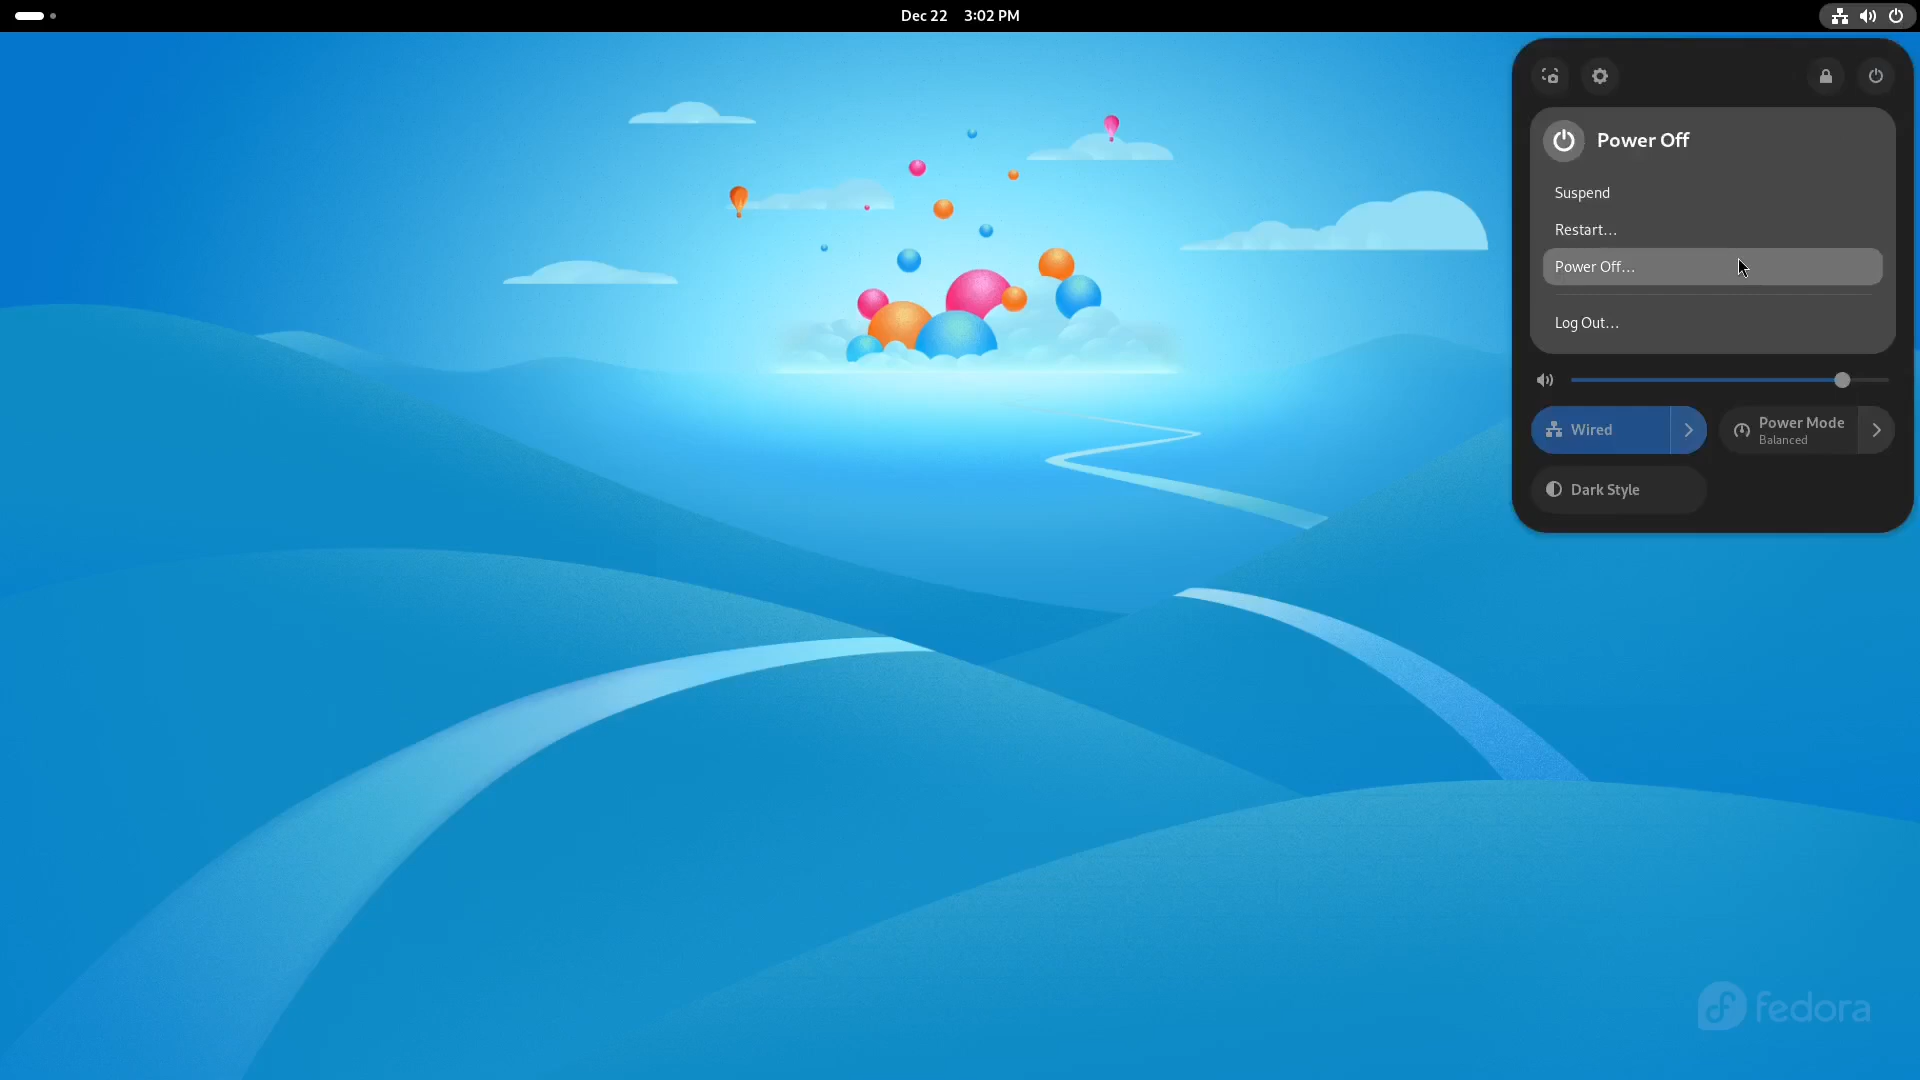 Dec 22 3:02 PM
Power Off
Suspend
Restart...
Power Off...
Log Out...
Wired
Power Mode
Balanced
Dark Style
fedora